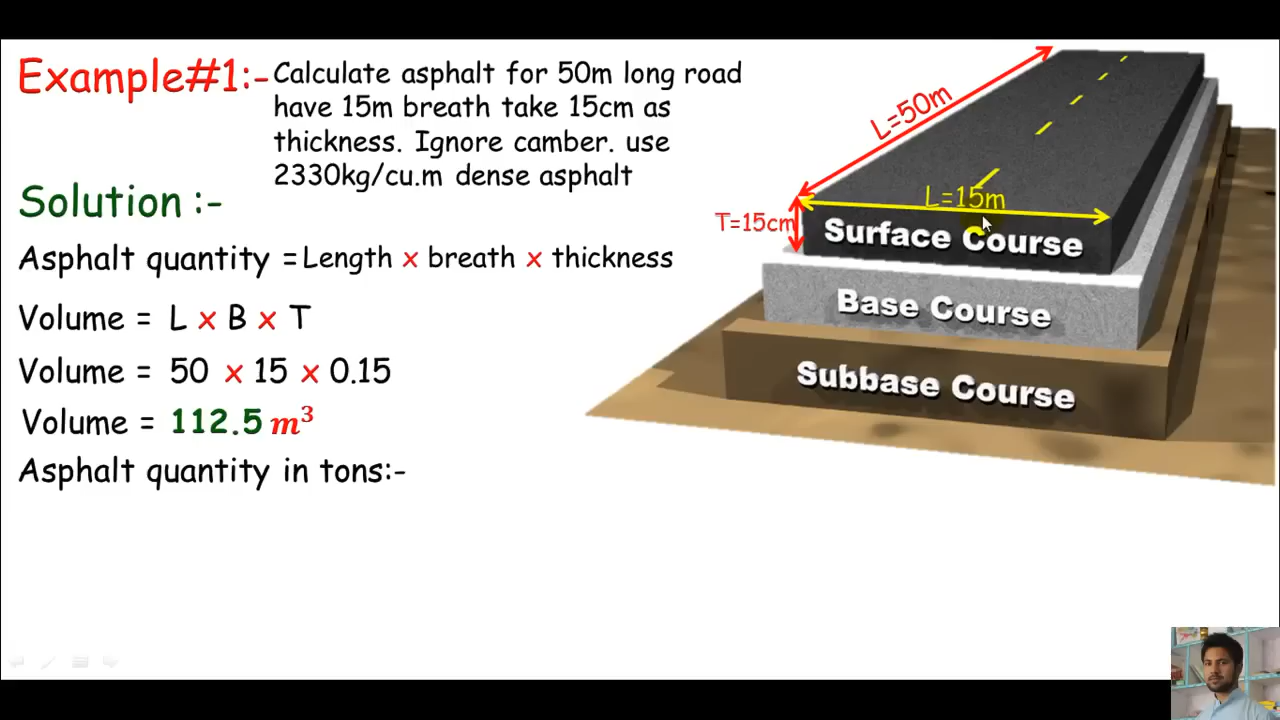 Example#1:-
Calculate asphalt for 50m long road
have 15m breath take 15cm as
thickness. Ignore camber. use
2330kg/cu.m dense asphalt
Solution :-
Asphalt quantity = Length x breath x thickness
Volume = L x B x T
Volume = 50 x 15 x 0.15
Volume = 112.5 m³
Asphalt quantity in tons:-
L=50m
L=15m
T=15cm
Surface Course
Base Course
Subbase Course